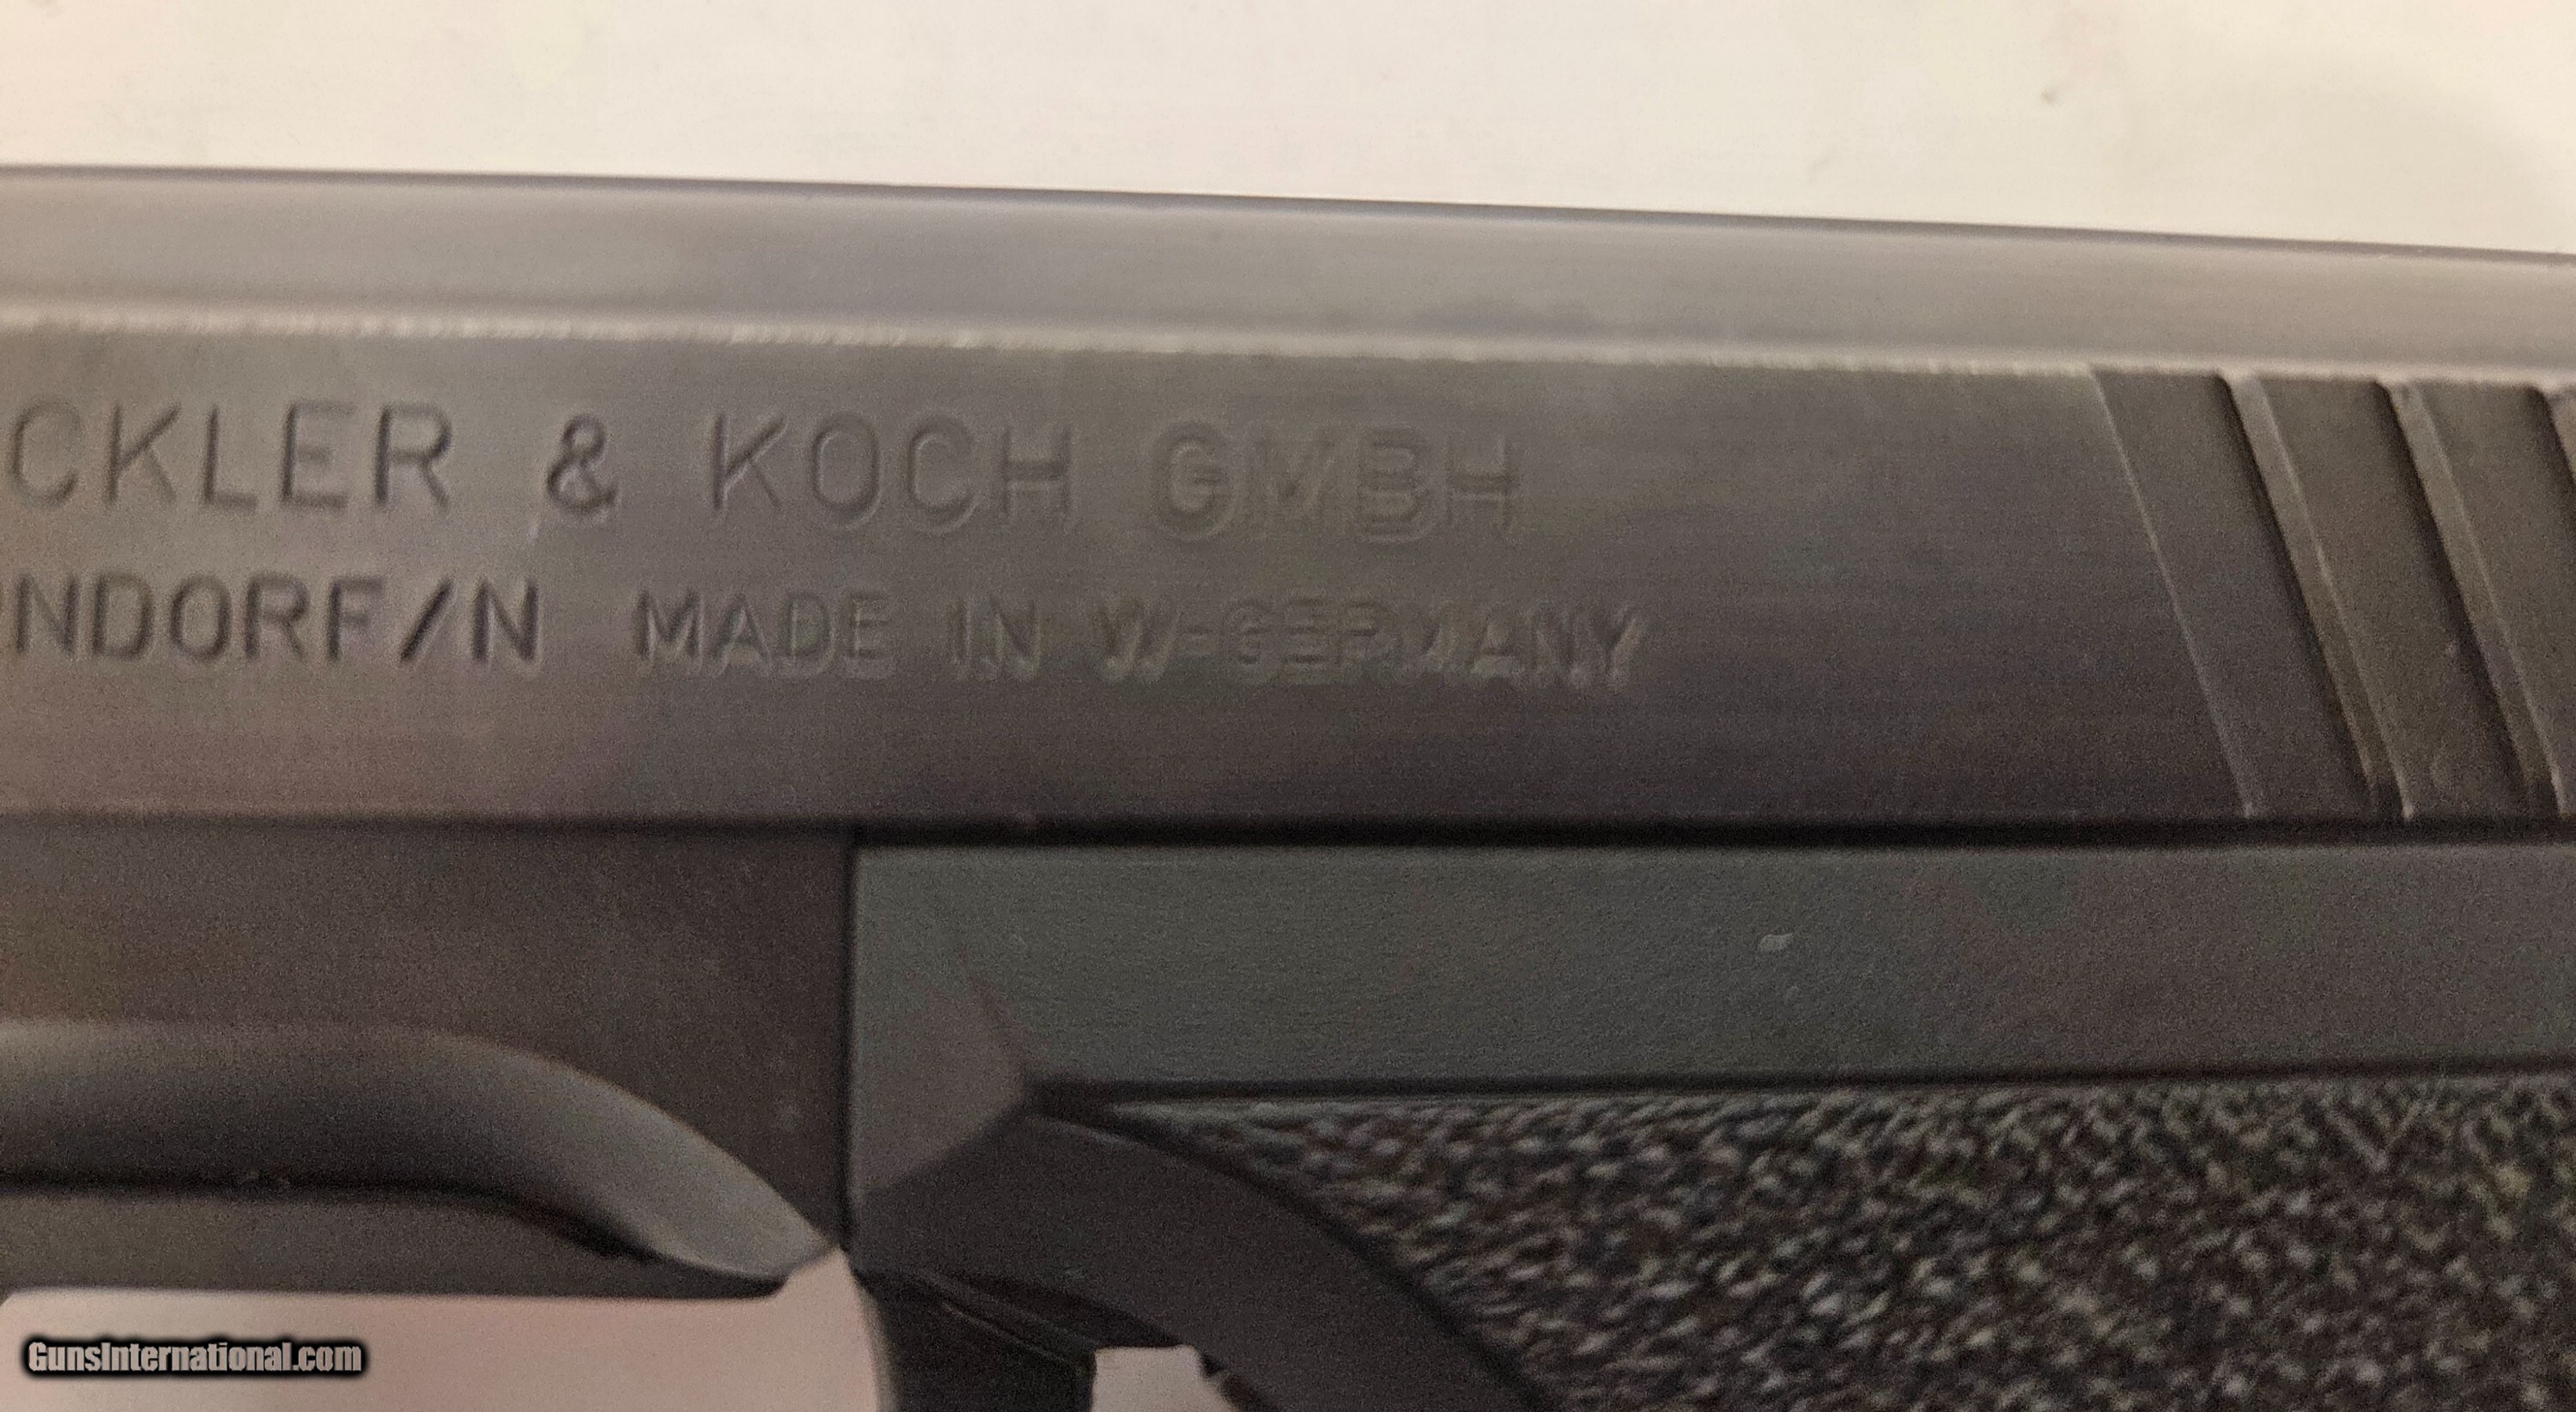 CKLER & KOCH GMBH
NDORF/N MADE IN W-GERMANY
GunsInternational.com